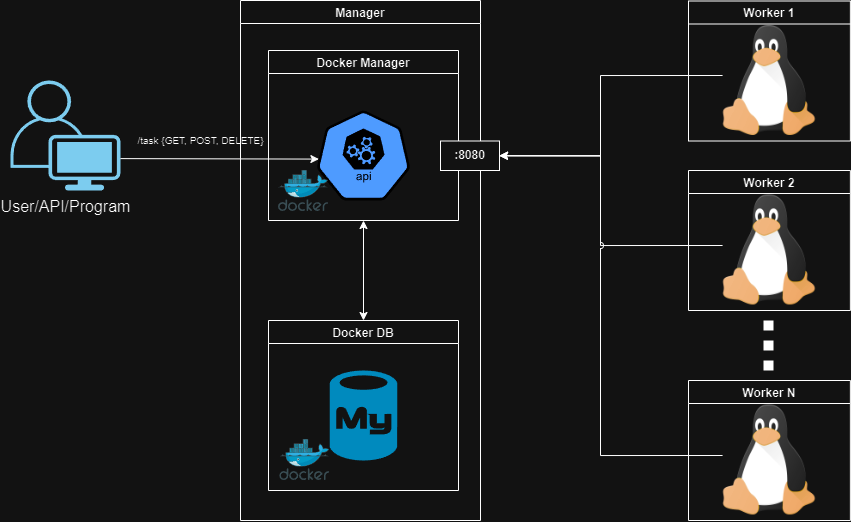 Manager
Worker 1
Docker Manager
/task {GET, POST, DELETE}
:8080
api
docker
User/API/Program
Worker 2
Docker DB
My
docker
Worker N